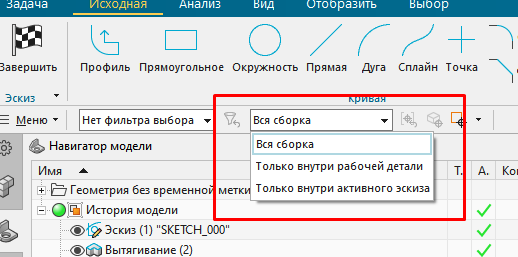 Задача Исходная Анализ Вид Отобразить Выбор
Завершить Профиль Прямоугольное Окружность Прямая Дуга Сплайн Точка
Эскиз Кривая
Меню Нет фильтра выбора Вся сборка
Навигатор модели
Вся сборка
Только внутри рабочей детали
Только внутри активного эскиза
Имя Т. А. Ко
Геометрия без временной метки
История модели
Эскиз (1) "SKETCH_000"
Вытягивание (2)